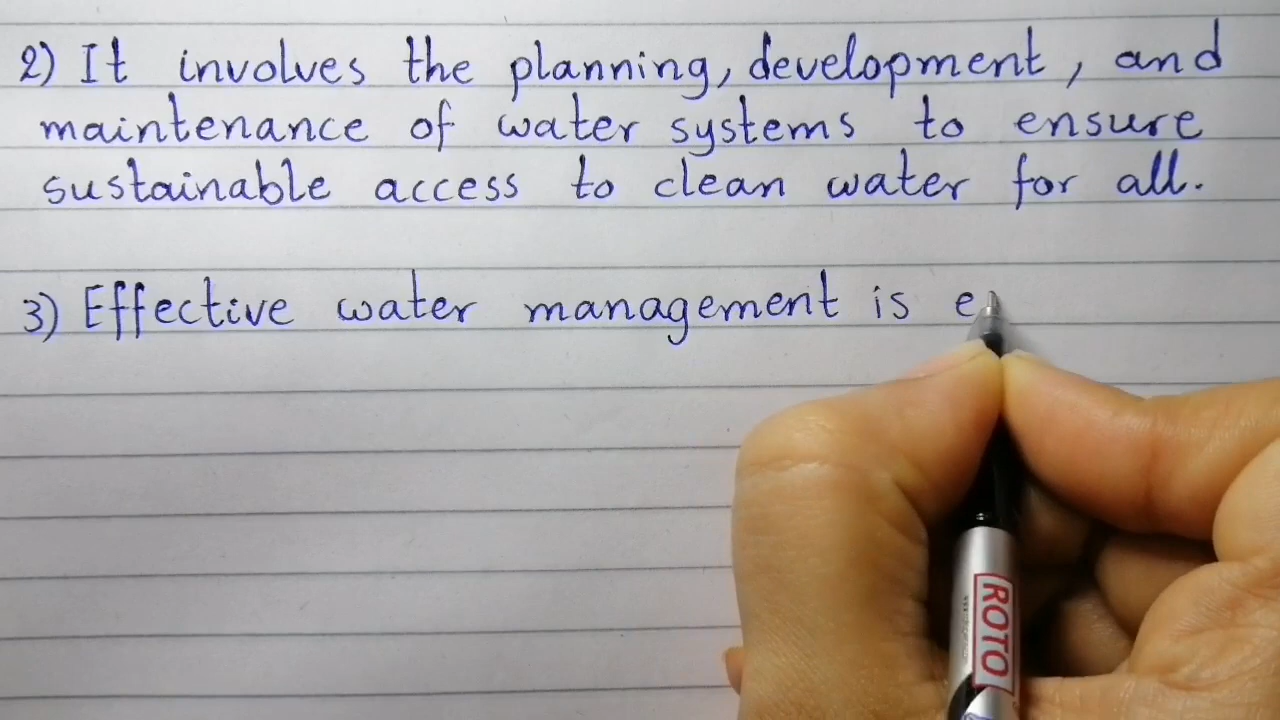 2) It involves the planning, development, and
maintenance of water systems to ensure
sustainable access to clean water for all.
3) Effective water management is e
ROTO